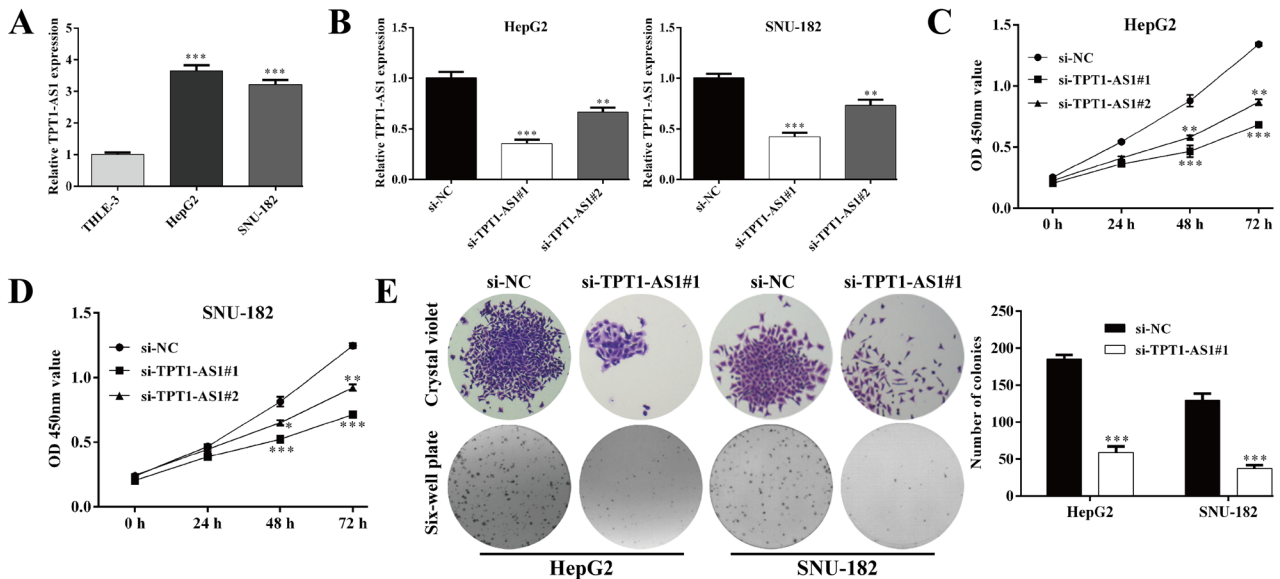 A
Relative TPT1-AS1 expression
5
4
3
2
1
0
***
***
THLE-3
HepG2
SNU-182
B
HepG2
Relative TPT1-AS1 expression
1.5
1.0
0.5
0.0
***
**
si-NC
si-TPT1-AS1#1
si-TPT1-AS1#2
SNU-182
Relative TPT1-AS1 expression
1.5
1.0
0.5
0.0
***
**
si-NC
si-TPT1-AS1#1
si-TPT1-AS1#2
C
HepG2
OD 450nm value
1.5
1.0
0.5
0.0
si-NC
si-TPT1-AS1#1
si-TPT1-AS1#2
**
***
**
***
0 h
24 h
48 h
72 h
D
SNU-182
OD 450nm value
1.5
1.0
0.5
0.0
si-NC
si-TPT1-AS1#1
si-TPT1-AS1#2
*
***
**
***
0 h
24 h
48 h
72 h
E
si-NC
si-TPT1-AS1#1
si-NC
si-TPT1-AS1#1
Crystal violet
Six-well plate
HepG2
SNU-182
Number of colonies
250
200
150
100
50
0
si-NC
si-TPT1-AS1#1
***
***
HepG2
SNU-182